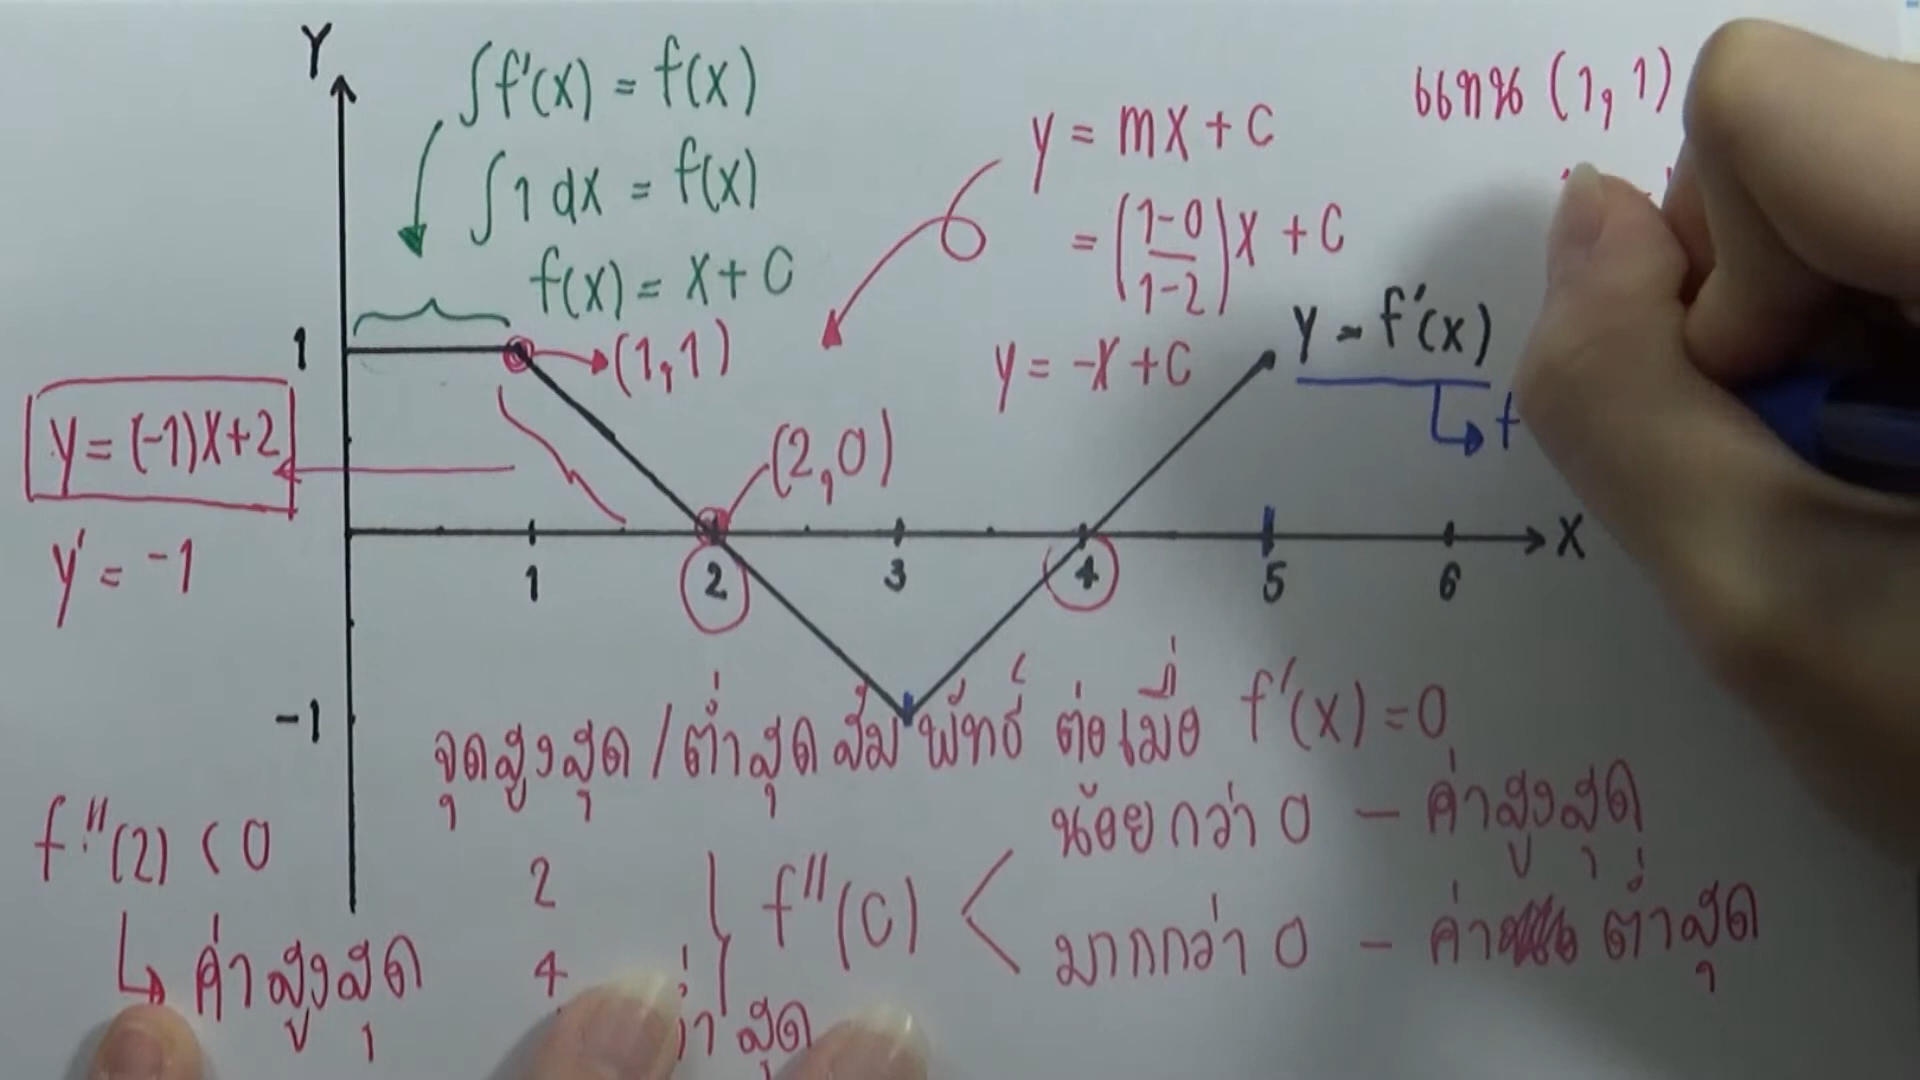 Y
∫f'(x) = f(x)
∫1 dx = f(x)
f(x) = x + C
y = mx + C
= (1-0/1-2)x + C
y = -x + C
แทน (1,1)
y = f'(x)
1
(1,1)
(2,0)
y = (-1)x+2
y' = -1
1 2 3 4 5 6 X
-1
จุดสูงสุด/ต่ำสุดสัมพัทธ์ ต่อเมื่อ f'(x) = 0
f''(2) < 0
ค่าสูงสุด
2
4
f''(c)
น้อยกว่า 0 - ค่าสูงสุด
มากกว่า 0 - ค่า ต่ำสุด